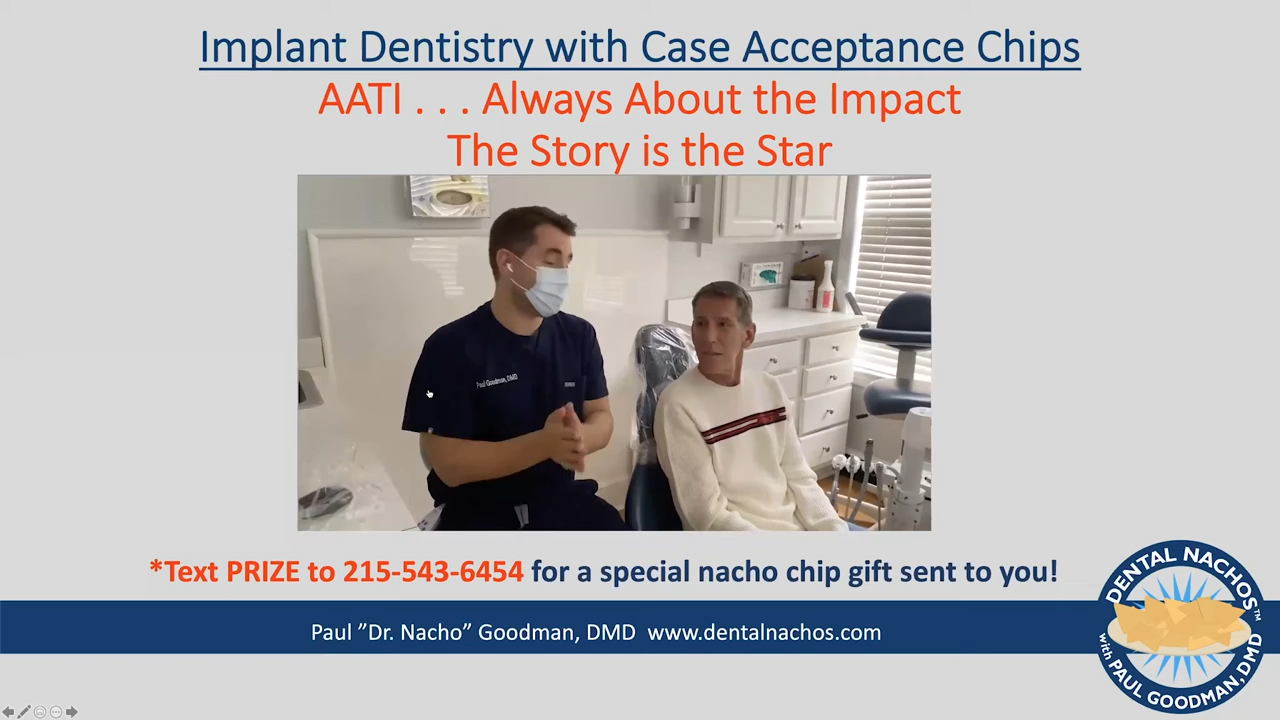 Implant Dentistry with Case Acceptance Chips
AATI . . . Always About the Impact
The Story is the Star
Paul Goodman, DMD
*Text PRIZE to 215-543-6454 for a special nacho chip gift sent to you!
Paul ”Dr. Nacho” Goodman, DMD www.dentalnachos.com
DENTAL NACHOS™
with PAUL GOODMAN, DMD